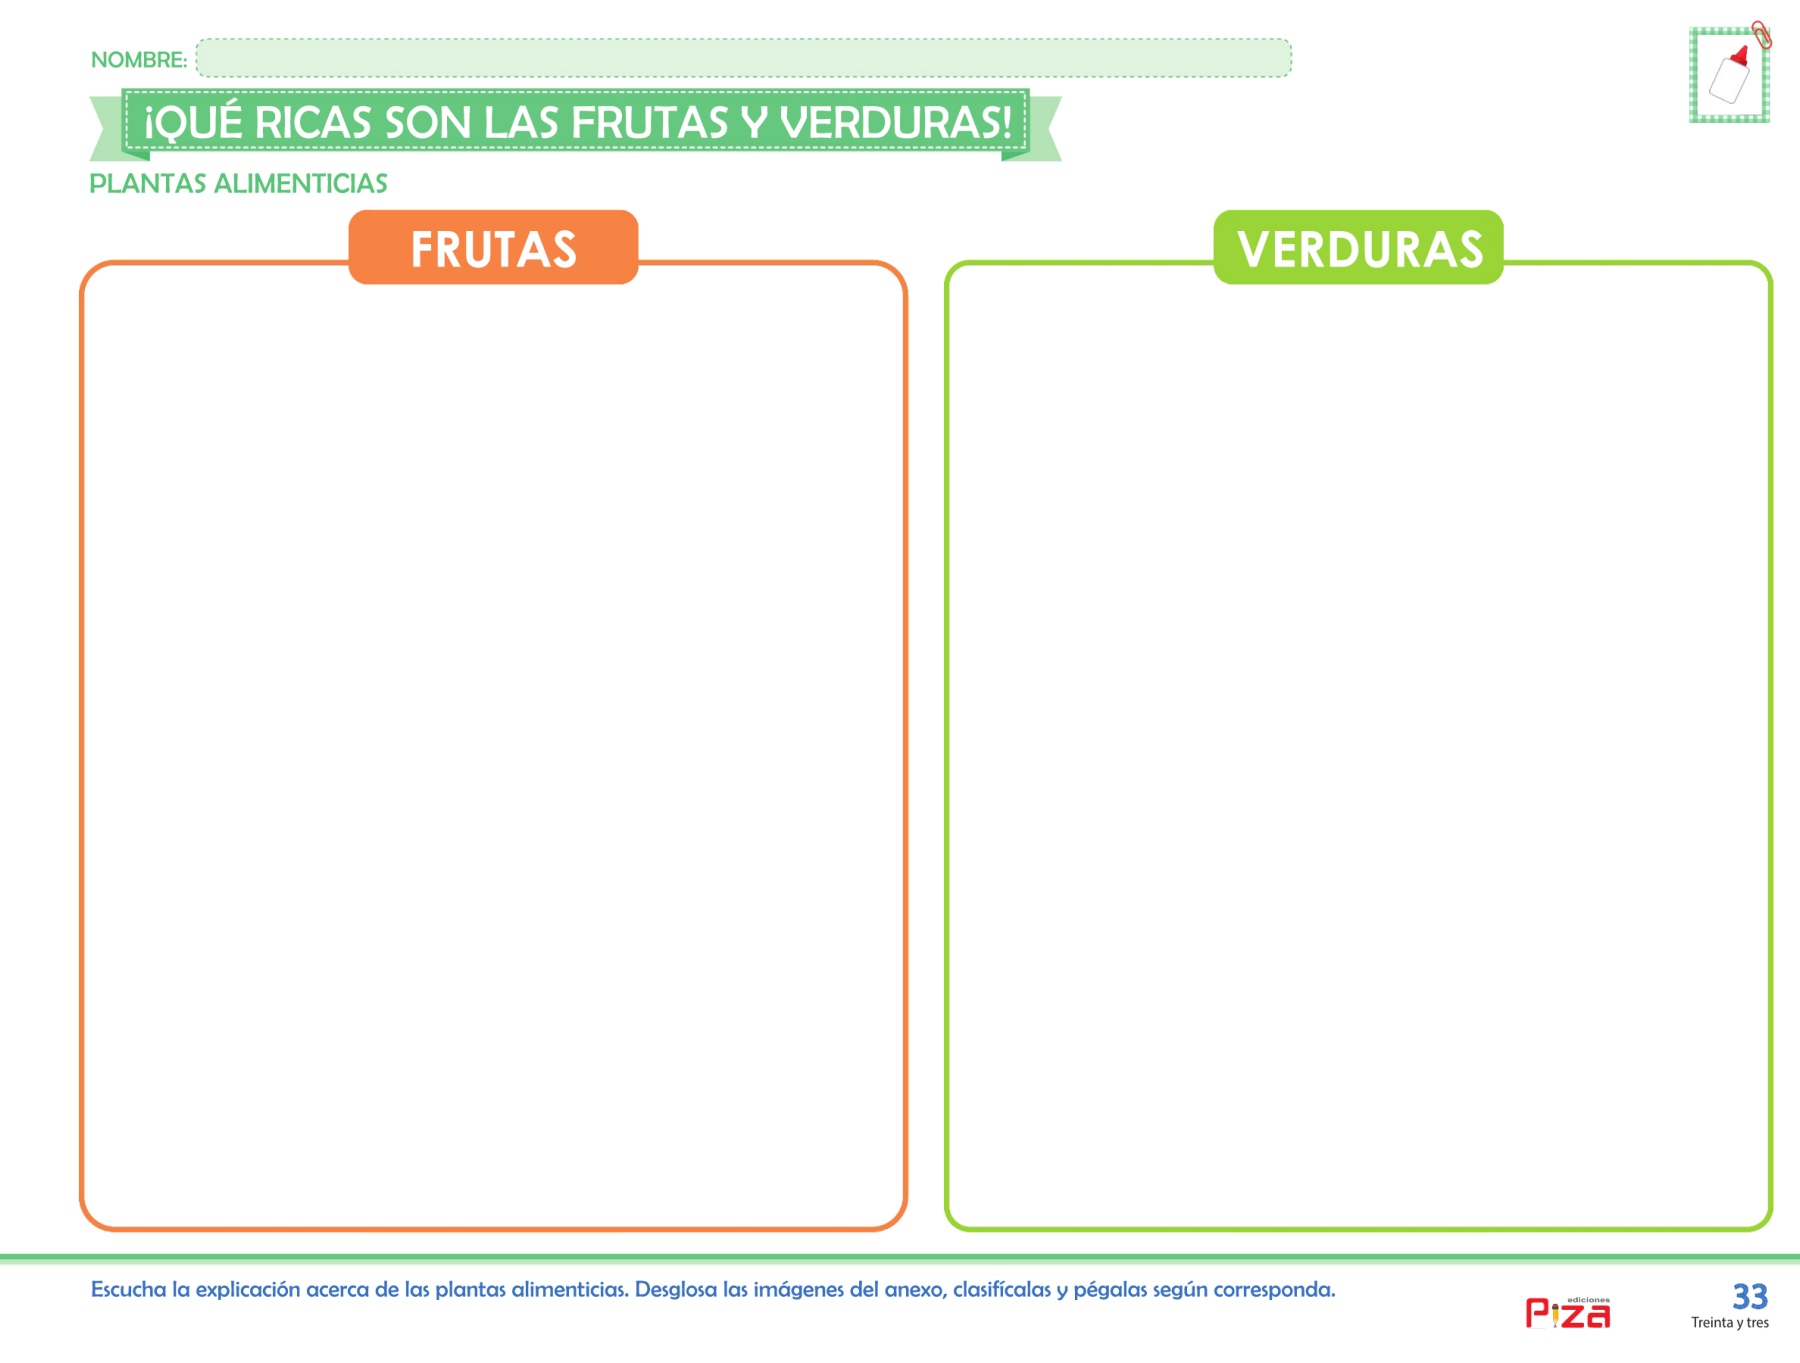 NOMBRE:
¡QUÉ RICAS SON LAS FRUTAS Y VERDURAS!
PLANTAS ALIMENTICIAS
FRUTAS
VERDURAS
Escucha la explicación acerca de las plantas alimenticias. Desglosa las imágenes del anexo, clasifícalas y pégalas según corresponda.
ediciones
Piza
33
Treinta y tres